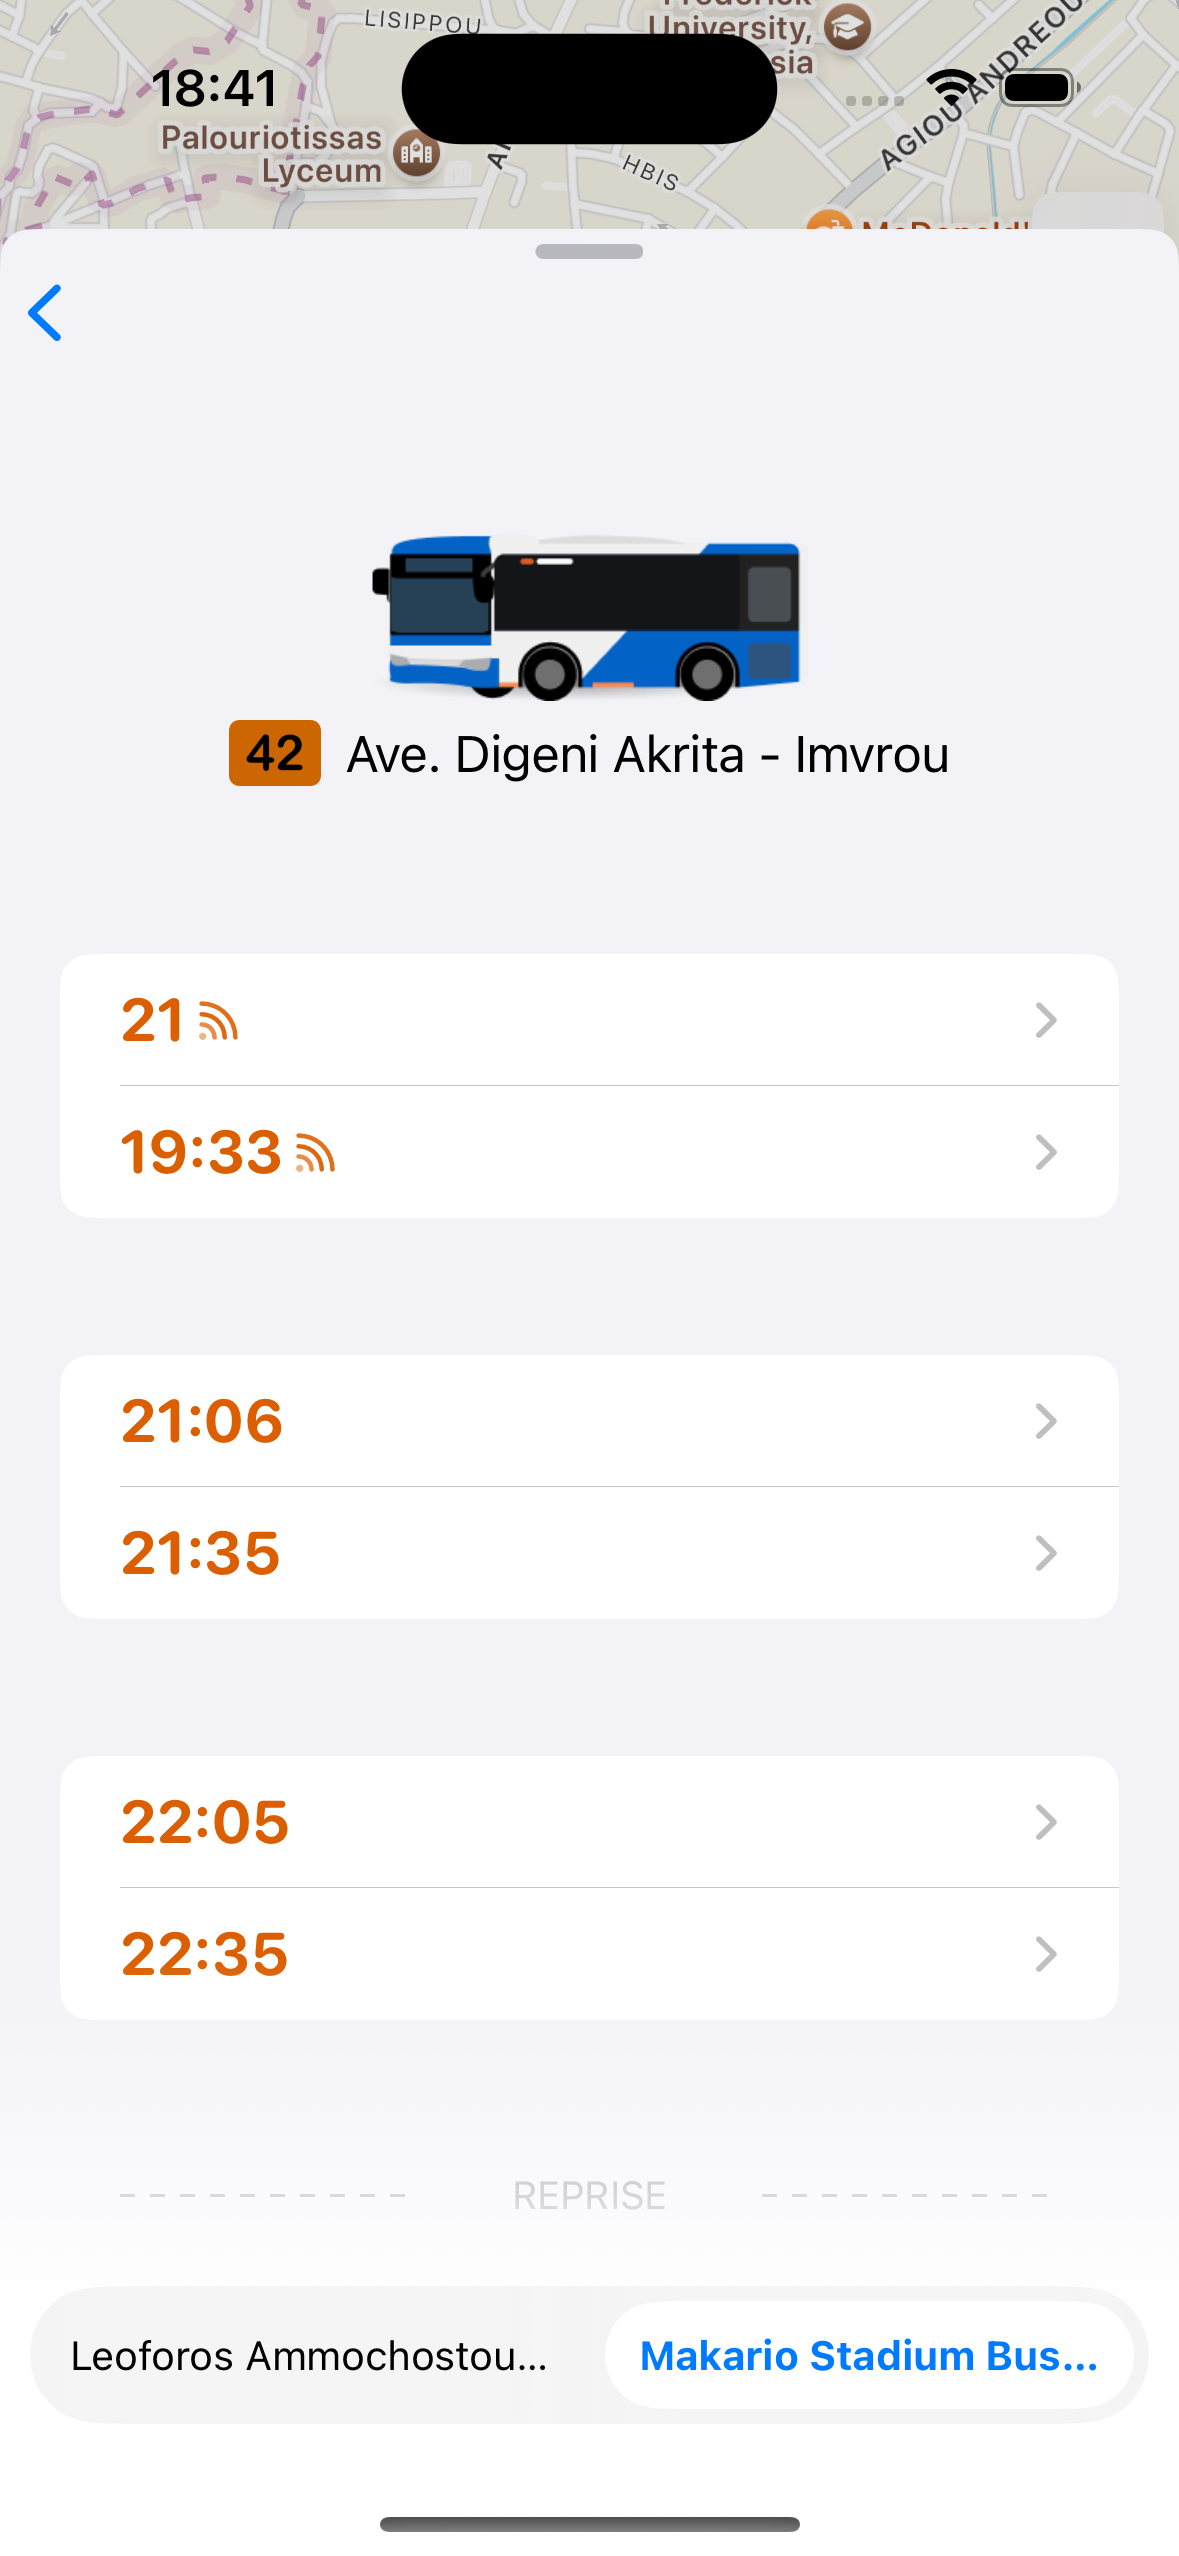 LISIPPOU
University,
sia
18:41
AGIOU ANDREOU
Palouriotissas
Lyceum
HBIS
42 Ave. Digeni Akrita - Imvrou
21
19:33
21:06
21:35
22:05
22:35
REPRISE
Leoforos Ammochostou...
Makario Stadium Bus...